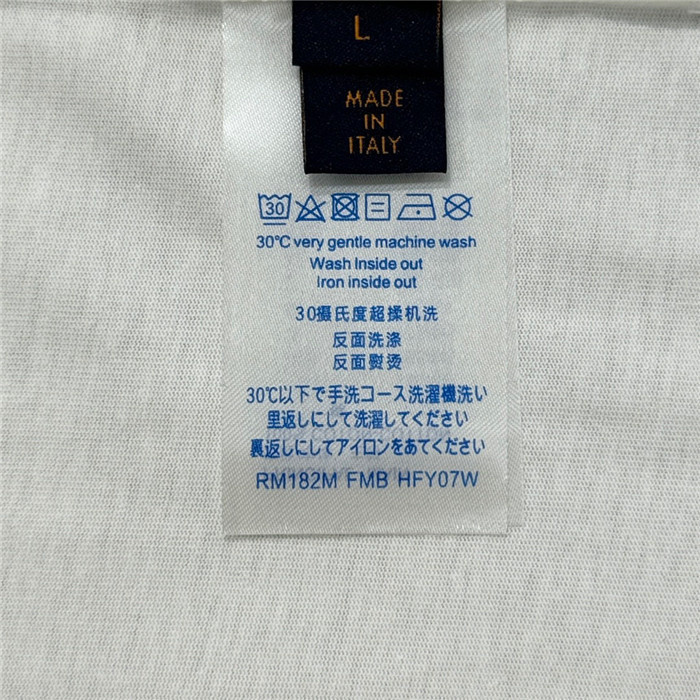 L
MADE
IN
ITALY
30
30℃ very gentle machine wash
Wash Inside out
Iron inside out
30摄氏度超揉机洗
反面洗涤
反面熨烫
30℃以下で手洗コース洗濯機洗い
里返しにして洗濯してください
裏返しにしてアイロンをあてください
RM182M FMB HFY07W